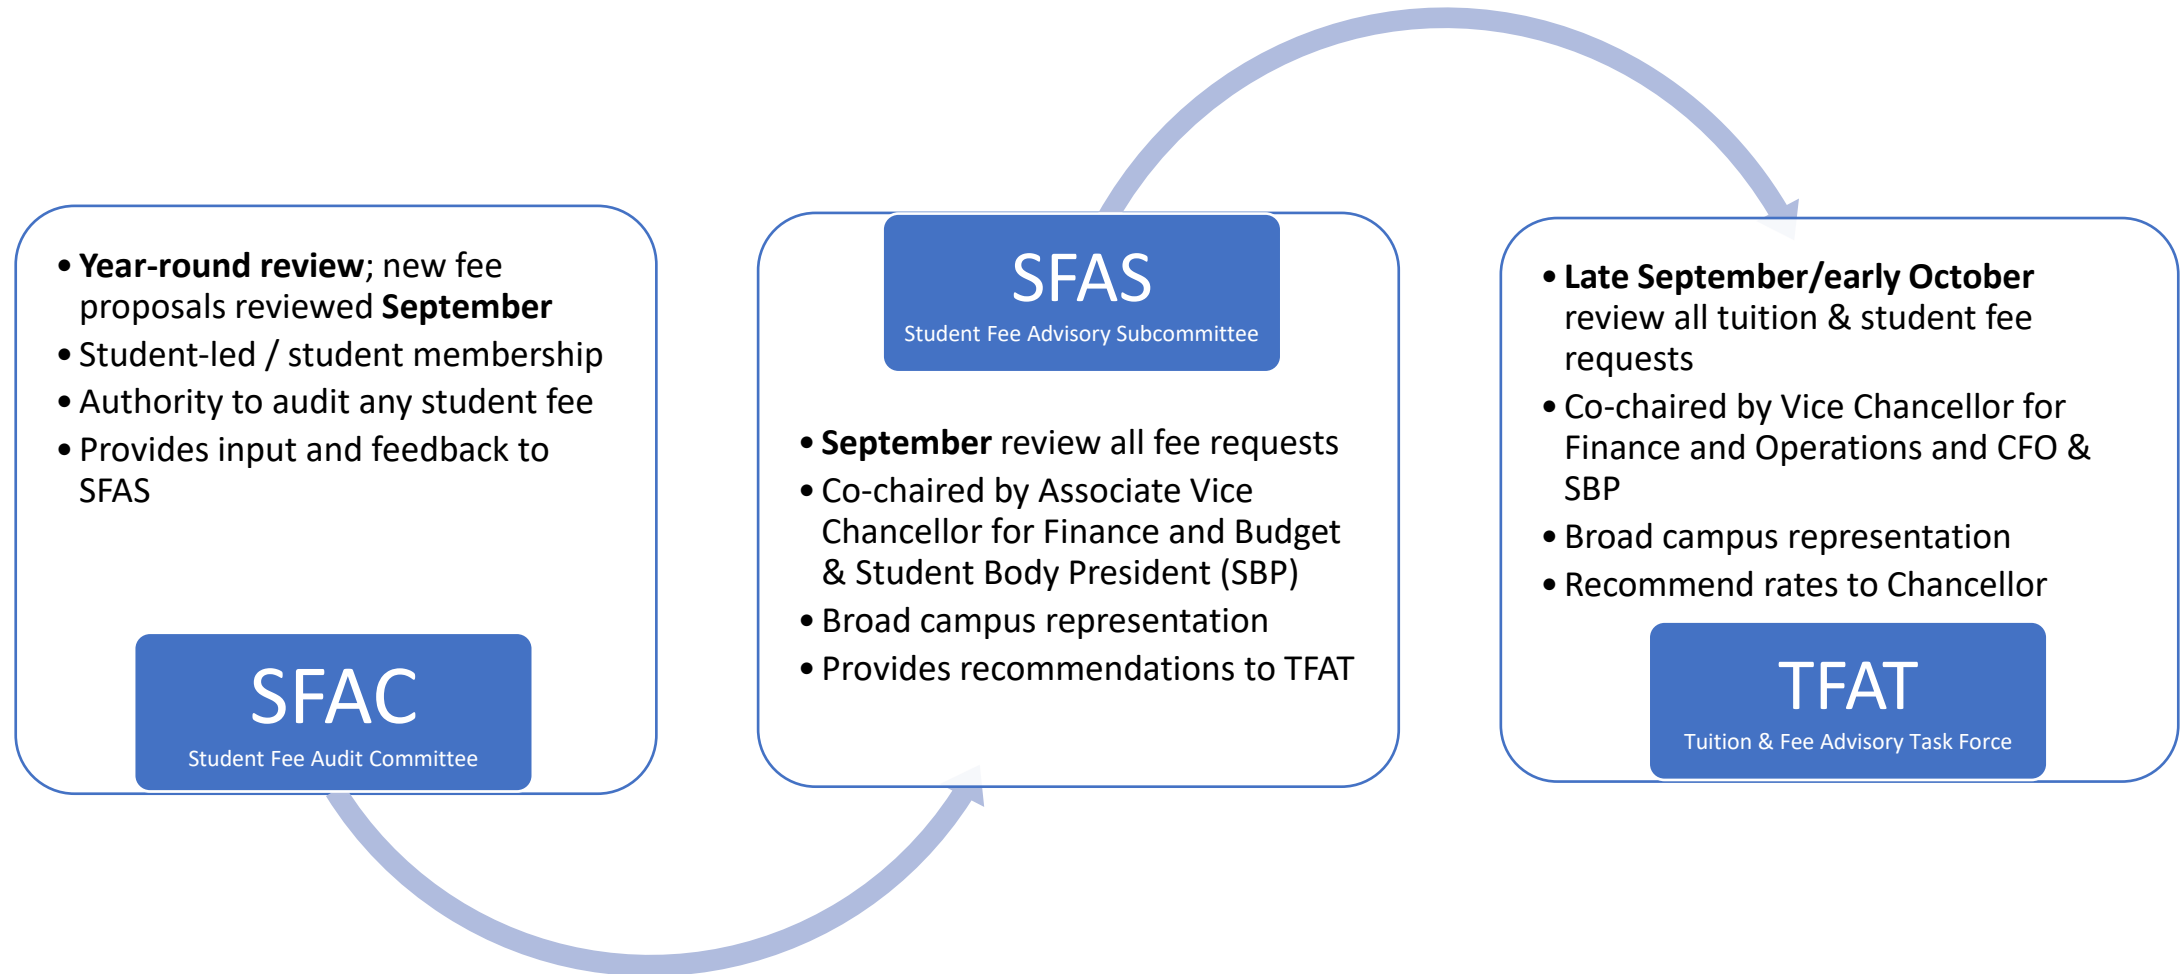 • Year-round review; new fee
proposals reviewed September
• Student-led / student membership
• Authority to audit any student fee
• Provides input and feedback to
SFAS
SFAC
Student Fee Audit Committee
SFAS
Student Fee Advisory Subcommittee
• September review all fee requests
• Co-chaired by Associate Vice
Chancellor for Finance and Budget
& Student Body President (SBP)
• Broad campus representation
• Provides recommendations to TFAT
• Late September/early October
review all tuition & student fee
requests
• Co-chaired by Vice Chancellor for
Finance and Operations and CFO &
SBP
• Broad campus representation
• Recommend rates to Chancellor
TFAT
Tuition & Fee Advisory Task Force